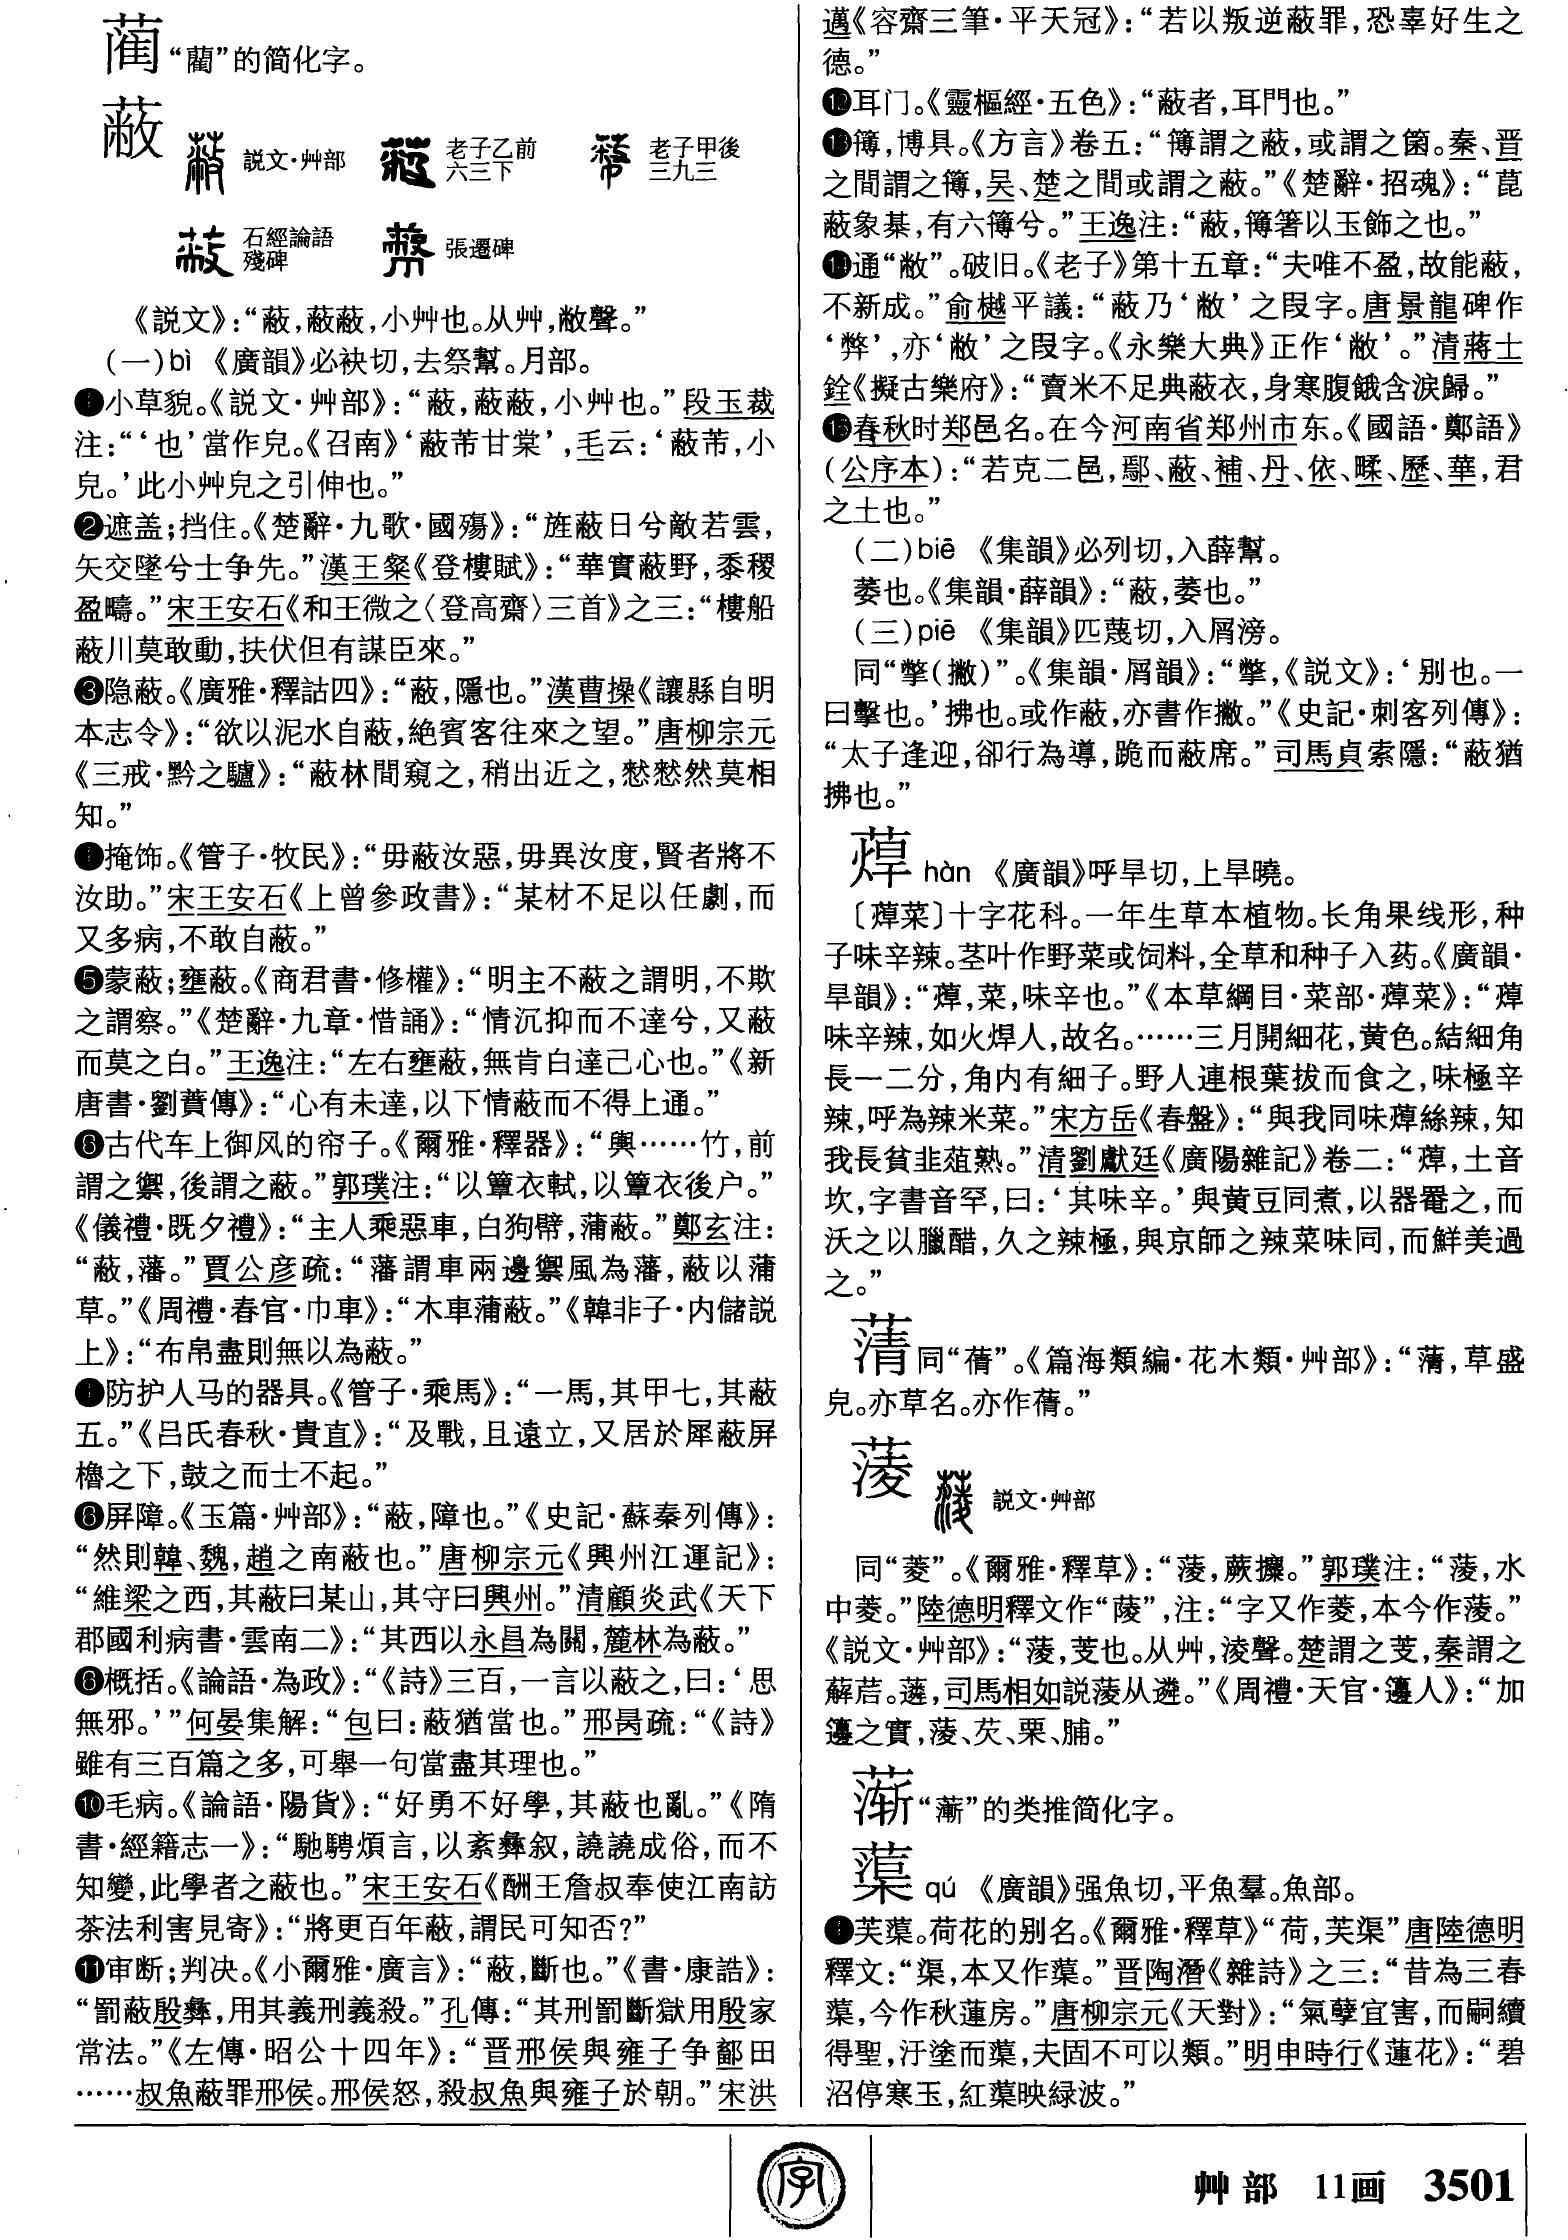 蔺“藺”的简化字。
蔽 説文·艸部 老子乙前六三下 老子甲後三九三
石經論語殘碑 張遷碑
《説文》：“蔽，蔽蔽，小艸也。从艸，敝聲。”
(一)bì 《廣韻》必袂切，去祭幫。月部。
❶小草貌。《説文·艸部》：“蔽，蔽蔽，小艸也。”段玉裁
注：“‘也’當作皃。《召南》‘蔽芾甘棠’，毛云：‘蔽芾，小
皃。’此小艸皃之引伸也。”
❷遮盖；挡住。《楚辭·九歌·國殤》：“旌蔽日兮敵若雲，
矢交墜兮士争先。”漢王粲《登樓賦》：“華實蔽野，黍稷
盈疇。”宋王安石《和王微之〈登高齋〉三首》之三：“樓船
蔽川莫敢動，扶伏但有謀臣來。”
❸隐蔽。《廣雅·釋詁四》：“蔽，隱也。”漢曹操《讓縣自明
本志令》：“欲以泥水自蔽，絶賓客往來之望。”唐柳宗元
《三戒·黔之驢》：“蔽林間窺之，稍出近之，憖憖然莫相
知。”
❹掩饰。《管子·牧民》：“毋蔽汝惡，毋異汝度，賢者將不
汝助。”宋王安石《上曾參政書》：“某材不足以任劇，而
又多病，不敢自蔽。”
❺蒙蔽；壅蔽。《商君書·修權》：“明主不蔽之謂明，不欺
之謂察。”《楚辭·九章·惜誦》：“情沉抑而不達兮，又蔽
而莫之白。”王逸注：“左右壅蔽，無肯白達己心也。”《新
唐書·劉蕡傳》：“心有未達，以下情蔽而不得上通。”
❻古代车上御风的帘子。《爾雅·釋器》：“輿……竹，前
謂之禦，後謂之蔽。”郭璞注：“以簟衣軾，以簟衣後户。”
《儀禮·既夕禮》：“主人乘惡車，白狗幦，蒲蔽。”鄭玄注：
“蔽，藩。”賈公彦疏：“藩謂車兩邊禦風為藩，蔽以蒲
草。”《周禮·春官·巾車》：“木車蒲蔽。”《韓非子·内儲説
上》：“布帛盡則無以為蔽。”
❼防护人马的器具。《管子·乘馬》：“一馬，其甲七，其蔽
五。”《吕氏春秋·貴直》：“及戰，且遠立，又居於犀蔽屏
櫓之下，鼓之而士不起。”
❽屏障。《玉篇·艸部》：“蔽，障也。”《史記·蘇秦列傳》：
“然則韓、魏，趙之南蔽也。”唐柳宗元《興州江運記》：
“維梁之西，其蔽曰某山，其守曰興州。”清顧炎武《天下
郡國利病書·雲南二》：“其西以永昌為關，麓林為蔽。”
❾概括。《論語·為政》：“《詩》三百，一言以蔽之，曰：‘思
無邪。’”何晏集解：“包曰：蔽猶當也。”邢昺疏：“《詩》
雖有三百篇之多，可舉一句當盡其理也。”
❿毛病。《論語·陽貨》：“好勇不好學，其蔽也亂。”《隋
書·經籍志一》：“馳騁煩言，以紊彝叙，譊譊成俗，而不
知變，此學者之蔽也。”宋王安石《酬王詹叔奉使江南訪
茶法利害見寄》：“將更百年蔽，謂民可知否？”
⓫审断；判决。《小爾雅·廣言》：“蔽，斷也。”《書·康誥》：
“罰蔽殷彝，用其義刑義殺。”孔傳：“其刑罰斷獄用殷家
常法。”《左傳·昭公十四年》：“晋邢侯與雍子争鄐田
……叔魚蔽罪邢侯。邢侯怒，殺叔魚與雍子於朝。”宋洪
邁《容齋三筆·平天冠》：“若以叛逆蔽罪，恐辜好生之
德。”
⓬耳门。《靈樞經·五色》：“蔽者，耳門也。”
⓭簙，博具。《方言》卷五：“簙謂之蔽，或謂之箘。秦、晋
之間謂之簙，吴、楚之間或謂之蔽。”《楚辭·招魂》：“菎
蔽象棊，有六簙兮。”王逸注：“蔽，簙箸以玉飾之也。”
⓮通“敝”。破旧。《老子》第十五章：“夫唯不盈，故能蔽，
不新成。”俞樾平議：“蔽乃‘敝’之叚字。唐景龍碑作
‘弊’，亦‘敝’之叚字。《永樂大典》正作‘敝’。”清蔣士
銓《擬古樂府》：“賣米不足典蔽衣，身寒腹餓含淚歸。”
⓯春秋时郑邑名。在今河南省郑州市东。《國語·鄭語》
(公序本)：“若克二邑，鄢、蔽、補、丹、依、𪑳、歷、華，君
之土也。”
(二)biē 《集韻》必列切，入薛幫。
蒌也。《集韻·薛韻》：“蔽，蒌也。”
(三)piē 《集韻》匹蔑切，入屑滂。
同“擎(撇)”。《集韻·屑韻》：“擎，《説文》：‘别也。一
曰擊也。’拂也。或作蔽，亦書作撇。”《史記·刺客列傳》：
“太子逢迎，卻行為導，跪而蔽席。”司馬貞索隱：“蔽猶
拂也。”
蔊 hàn 《廣韻》呼旱切，上旱曉。
〔蔊菜〕十字花科。一年生草本植物。长角果线形，种
子味辛辣。茎叶作野菜或饲料，全草和种子入药。《廣韻·
旱韻》：“蔊，菜，味辛也。”《本草綱目·菜部·蔊菜》：“蔊
味辛辣，如火焊人，故名。……三月開細花，黄色。結細角
長一二分，角内有細子。野人連根葉拔而食之，味極辛
辣，呼為辣米菜。”宋方岳《春盤》：“與我同味蔊絲辣，知
我長貧韭菹熟。”清劉獻廷《廣陽雜記》卷二：“蔊，土音
坎，字書音罕，曰：‘其味辛。’與黄豆同煮，以器罨之，而
沃之以臘醋，久之辣極，與京師之辣菜味同，而鮮美過
之。”
蔳同“蒨”。《篇海類編·花木類·艸部》：“蔳，草盛
皃。亦草名。亦作蒨。”
蔆 説文·艸部
同“菱”。《爾雅·釋草》：“蔆，蕨攗。”郭璞注：“蔆，水
中菱。”陸德明釋文作“薐”，注：“字又作菱，本今作蔆。”
《説文·艸部》：“蔆，芰也。从艸，淩聲。楚謂之芰，秦謂之
薢茩。䔖，司馬相如説蔆从遴。”《周禮·天官·籩人》：“加
籩之實，蔆、芡、栗、脯。”
𬜯“蔪”的类推简化字。
蕖 qú 《廣韻》强魚切，平魚羣。魚部。
❶芙蕖。荷花的别名。《爾雅·釋草》“荷，芙渠”唐陸德明
釋文：“渠，本又作蕖。”晋陶潛《雜詩》之三：“昔為三春
蕖，今作秋蓮房。”唐柳宗元《天對》：“氣孽宜害，而嗣續
得聖，汙塗而蕖，夫固不可以類。”明申時行《蓮花》：“碧
沼停寒玉，紅蕖映緑波。”
字
艸部 11画 3501